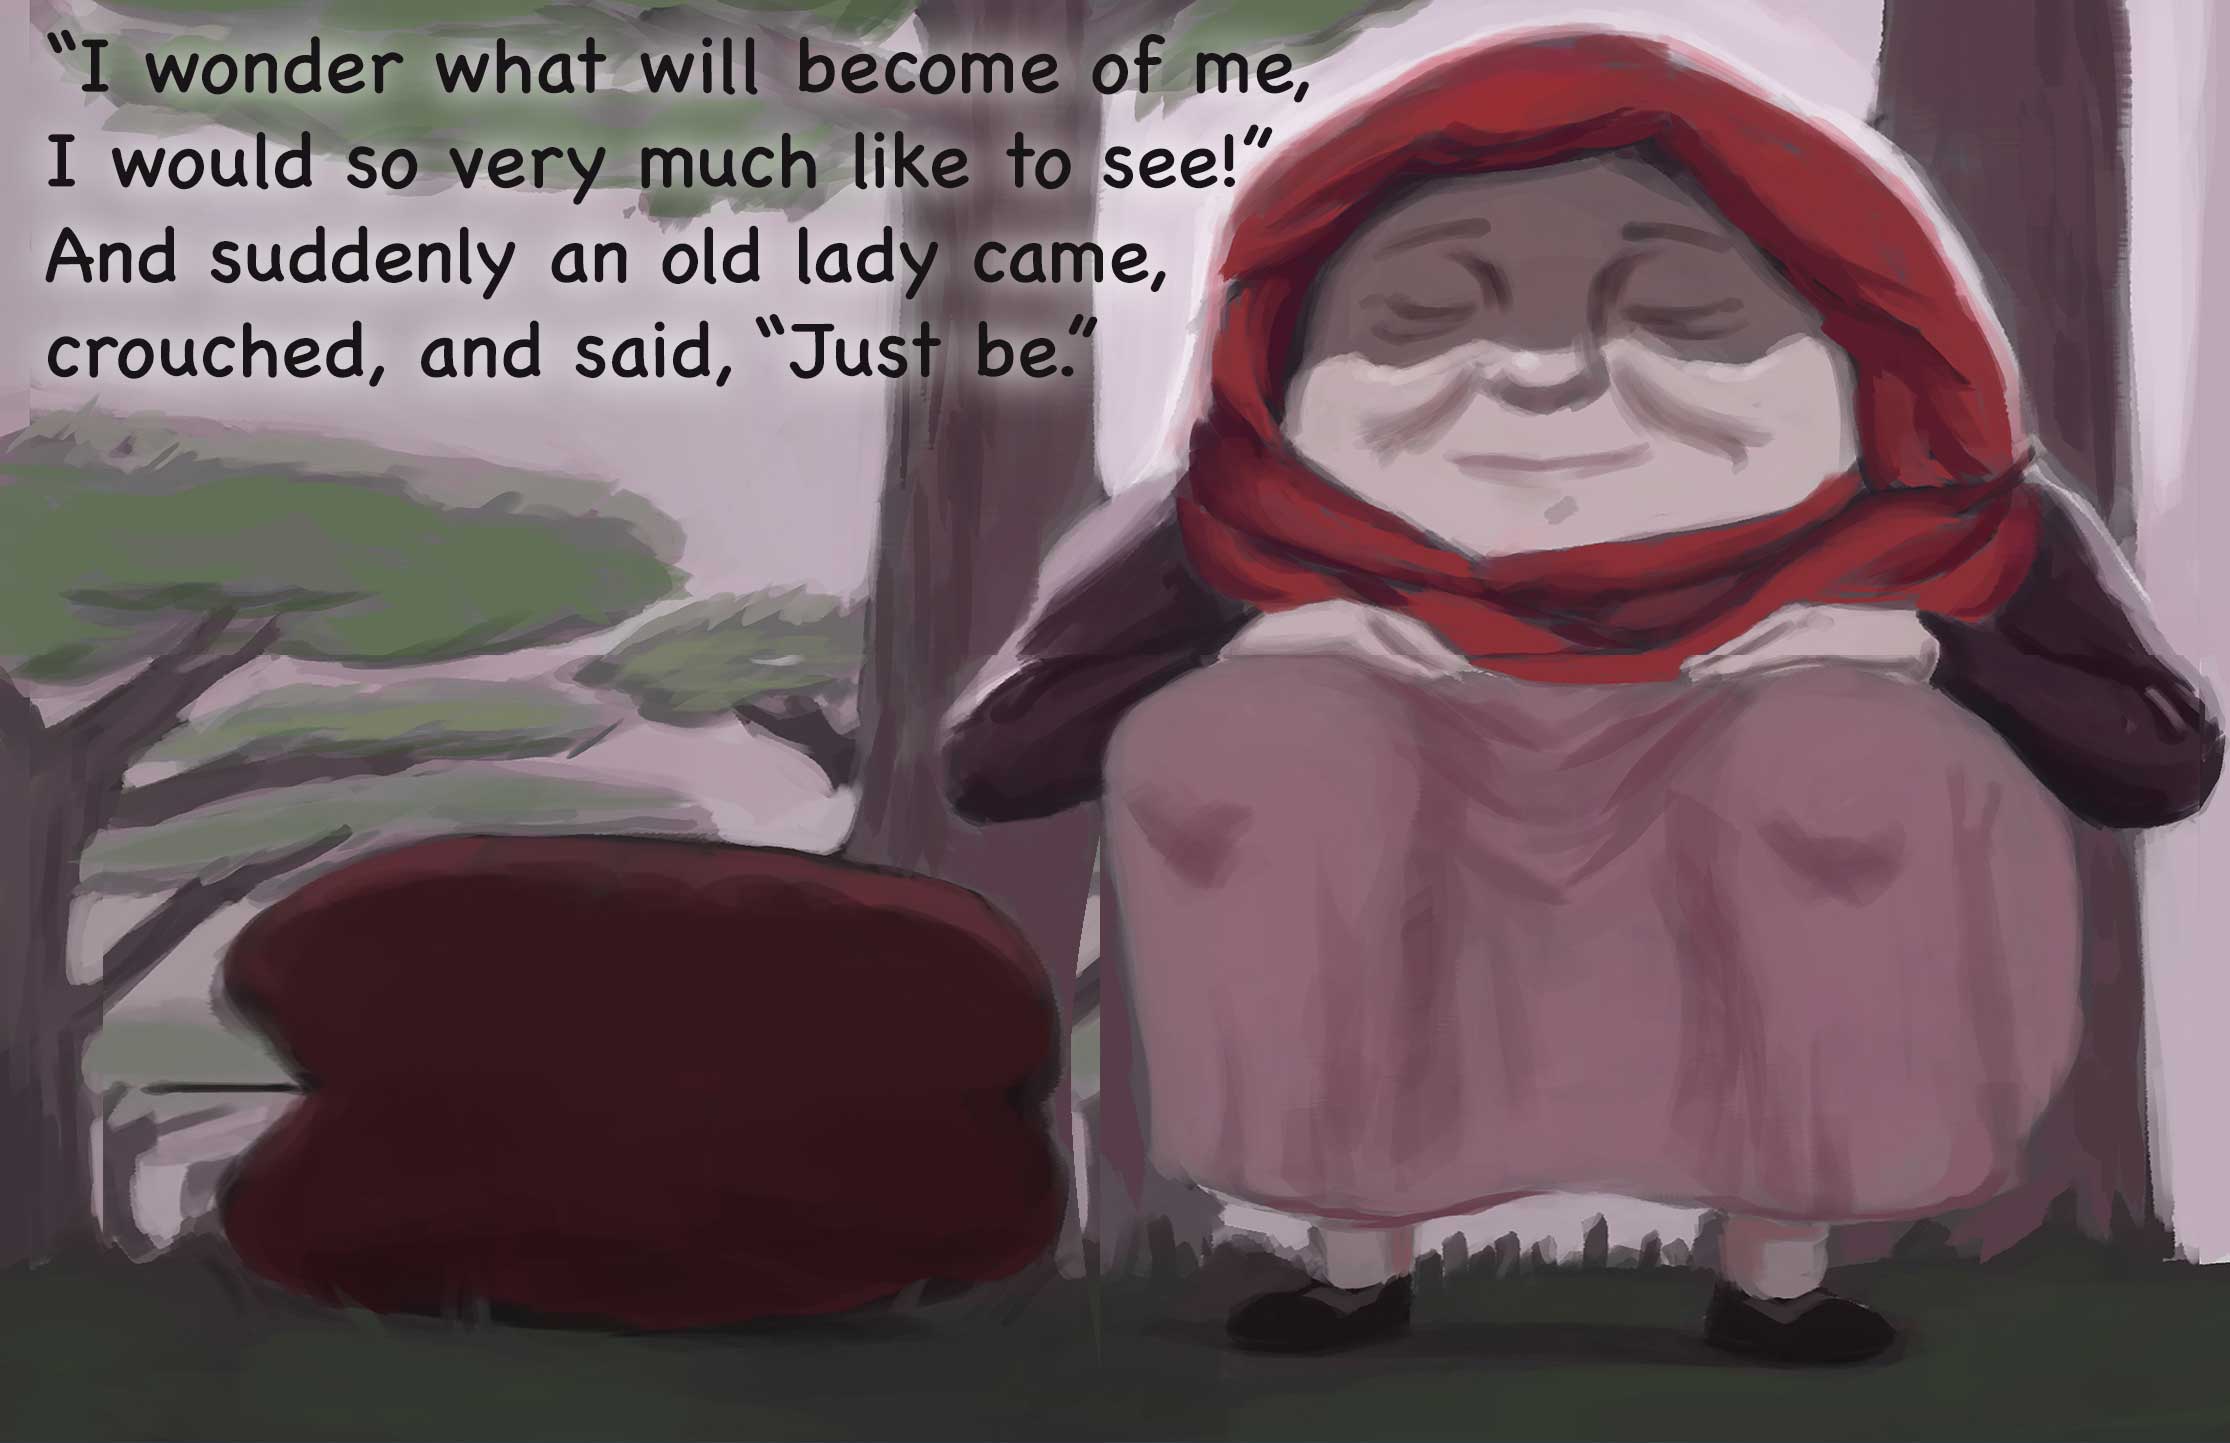 “I wonder what will become of me,
I would so very much like to see!”
And suddenly an old lady came,
crouched, and said, “Just be.”